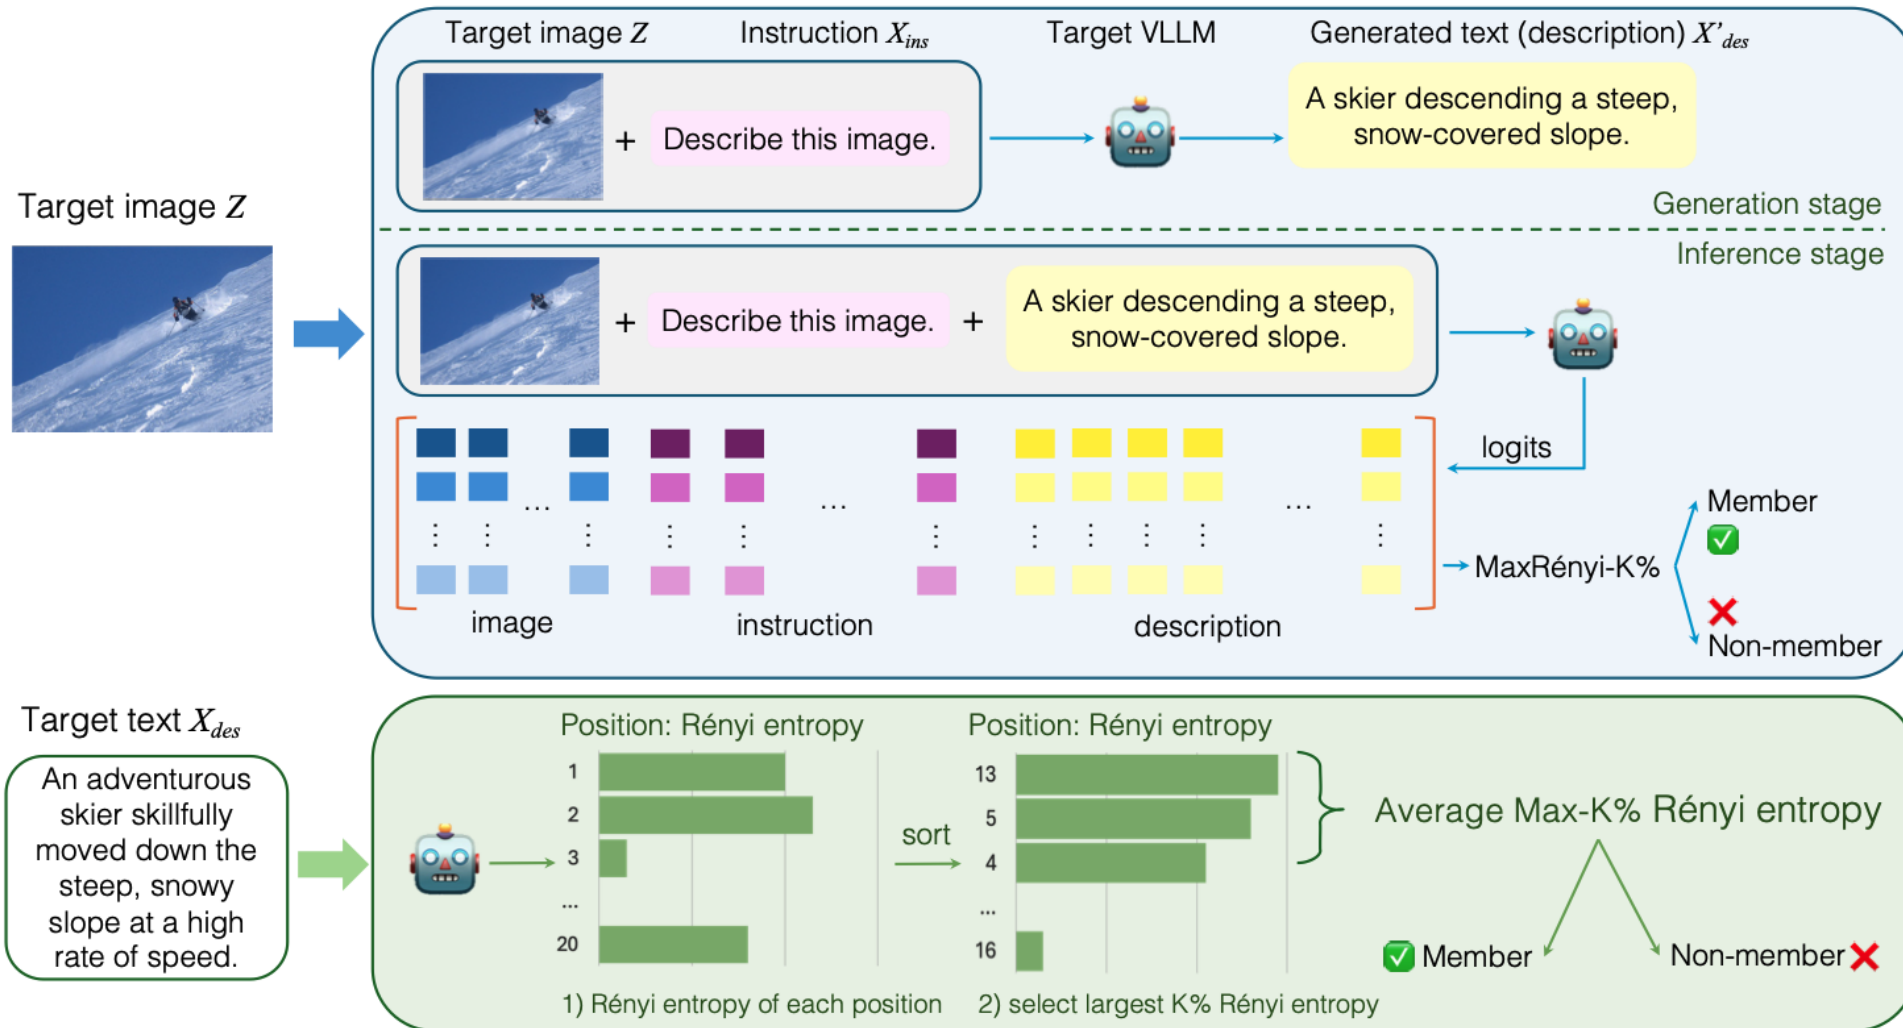 Target image Z
Instruction X_ins
Target VLLM
Generated text (description) X'_des
+
Describe this image.
A skier descending a steep,
snow-covered slope.
Generation stage
Target image Z
Inference stage
+
Describe this image.
+
A skier descending a steep,
snow-covered slope.
logits
...
...
...
image
instruction
description
MaxRényi-K%
Member
Non-member
Target text X_des
An adventurous
skier skillfully
moved down the
steep, snowy
slope at a high
rate of speed.
Position: Rényi entropy
1
2
3
...
20
1) Rényi entropy of each position
sort
Position: Rényi entropy
13
5
4
...
16
2) select largest K% Rényi entropy
Average Max-K% Rényi entropy
Member
Non-member